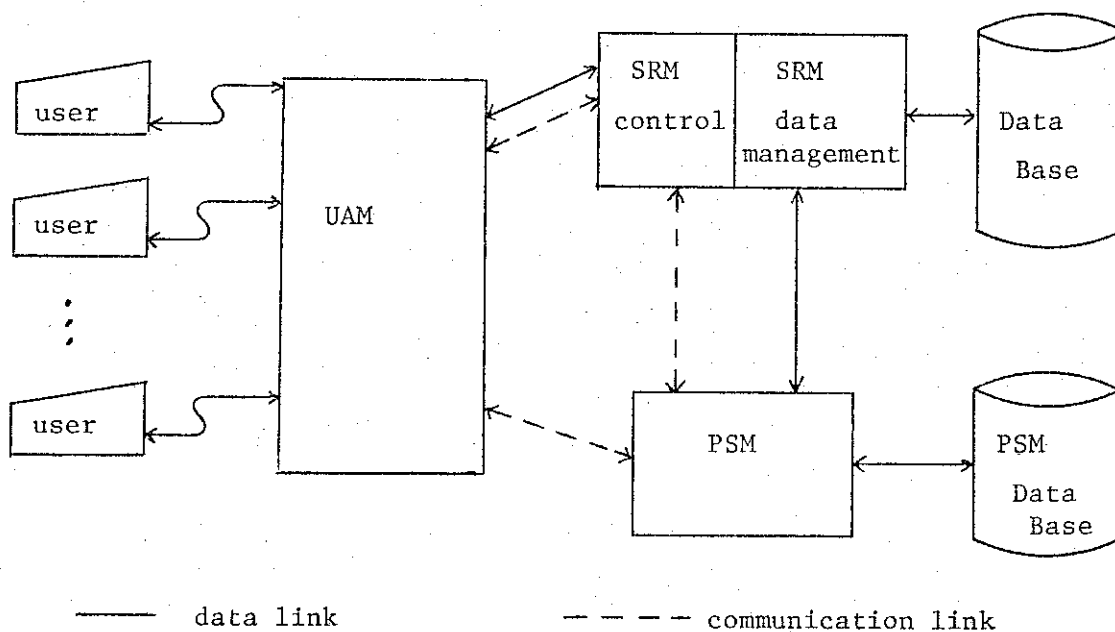 user
user
user
UAM
SRM
control
SRM
data
management
Data
Base
PSM
PSM
Data
Base
data link
communication link